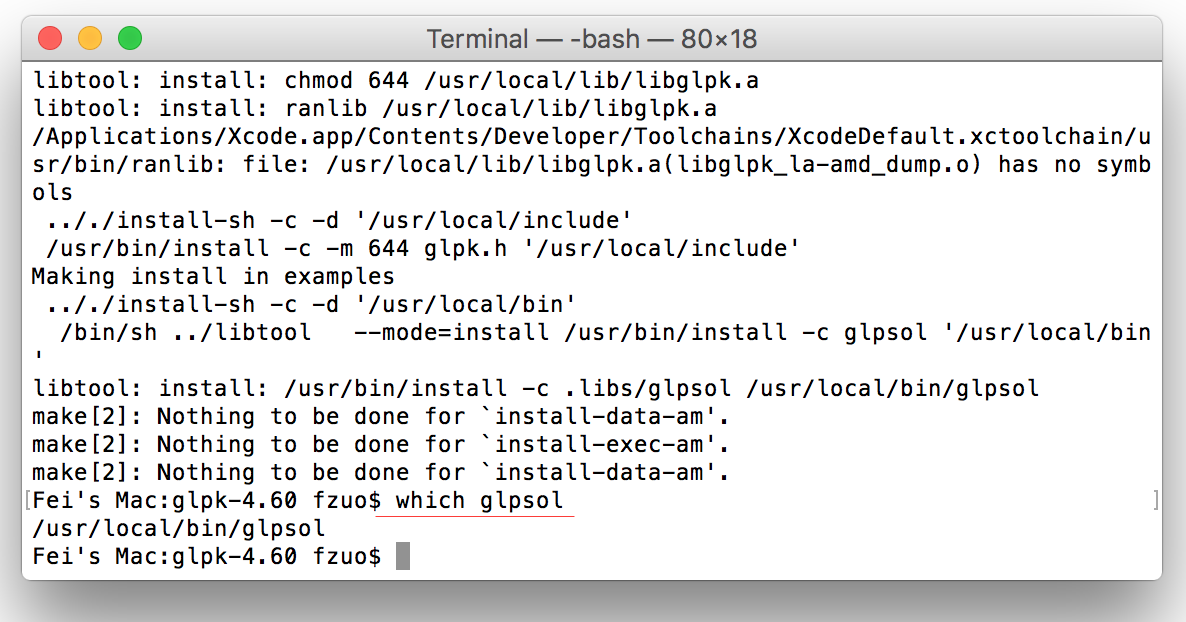 Terminal — -bash — 80×18
libtool: install: chmod 644 /usr/local/lib/libglpk.a
libtool: install: ranlib /usr/local/lib/libglpk.a
/Applications/Xcode.app/Contents/Developer/Toolchains/XcodeDefault.xctoolchain/u
sr/bin/ranlib: file: /usr/local/lib/libglpk.a(libglpk_la-amd_dump.o) has no symb
ols
 .././install-sh -c -d '/usr/local/include'
 /usr/bin/install -c -m 644 glpk.h '/usr/local/include'
Making install in examples
 .././install-sh -c -d '/usr/local/bin'
  /bin/sh ../libtool   --mode=install /usr/bin/install -c glpsol '/usr/local/bin
'
libtool: install: /usr/bin/install -c .libs/glpsol /usr/local/bin/glpsol
make[2]: Nothing to be done for `install-data-am'.
make[2]: Nothing to be done for `install-exec-am'.
make[2]: Nothing to be done for `install-data-am'.
[Fei's Mac:glpk-4.60 fzuo$ which glpsol ]
/usr/local/bin/glpsol
Fei's Mac:glpk-4.60 fzuo$